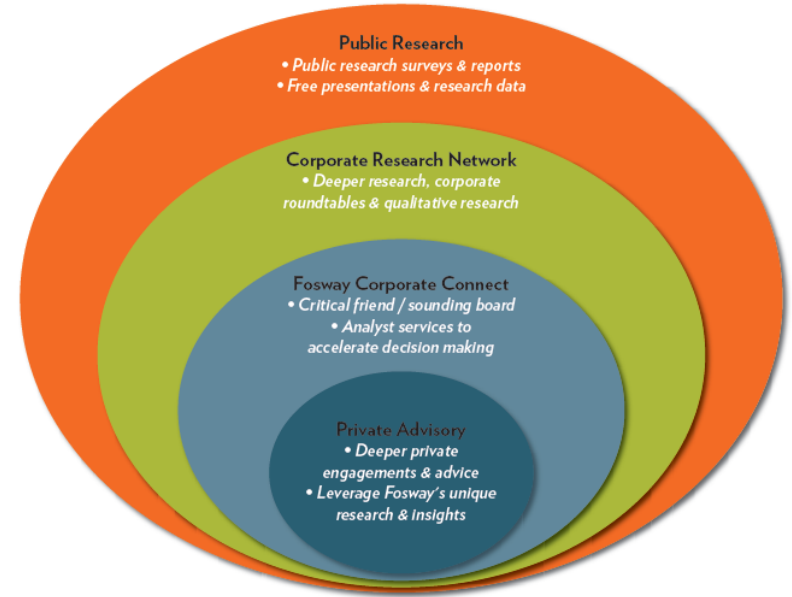 Public Research
• Public research surveys & reports
• Free presentations & research data
Corporate Research Network
• Deeper research, corporate
roundtables & qualitative research
Fosway Corporate Connect
• Critical friend / sounding board
• Analyst services to
accelerate decision making
Private Advisory
• Deeper private
engagements & advice
• Leverage Fosway's unique
research & insights